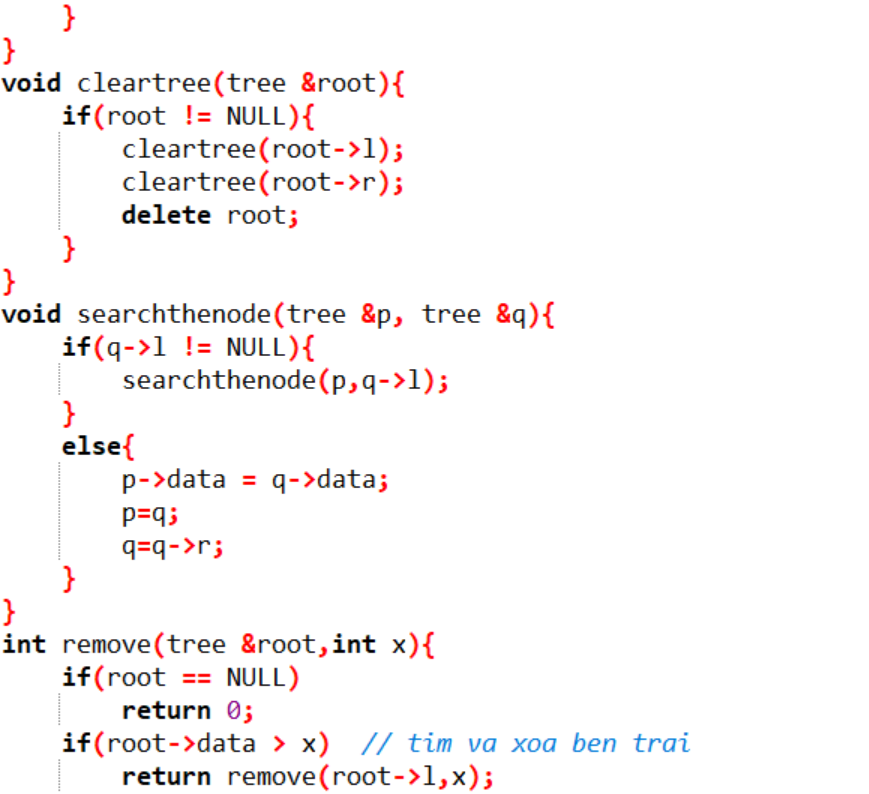 }
}
void cleartree(tree &root){
    if(root != NULL){
        cleartree(root->l);
        cleartree(root->r);
        delete root;
    }
}
void searchthenode(tree &p, tree &q){
    if(q->l != NULL){
        searchthenode(p,q->l);
    }
    else{
        p->data = q->data;
        p=q;
        q=q->r;
    }
}
int remove(tree &root,int x){
    if(root == NULL)
        return 0;
    if(root->data > x)  // tim va xoa ben trai
        return remove(root->l,x);